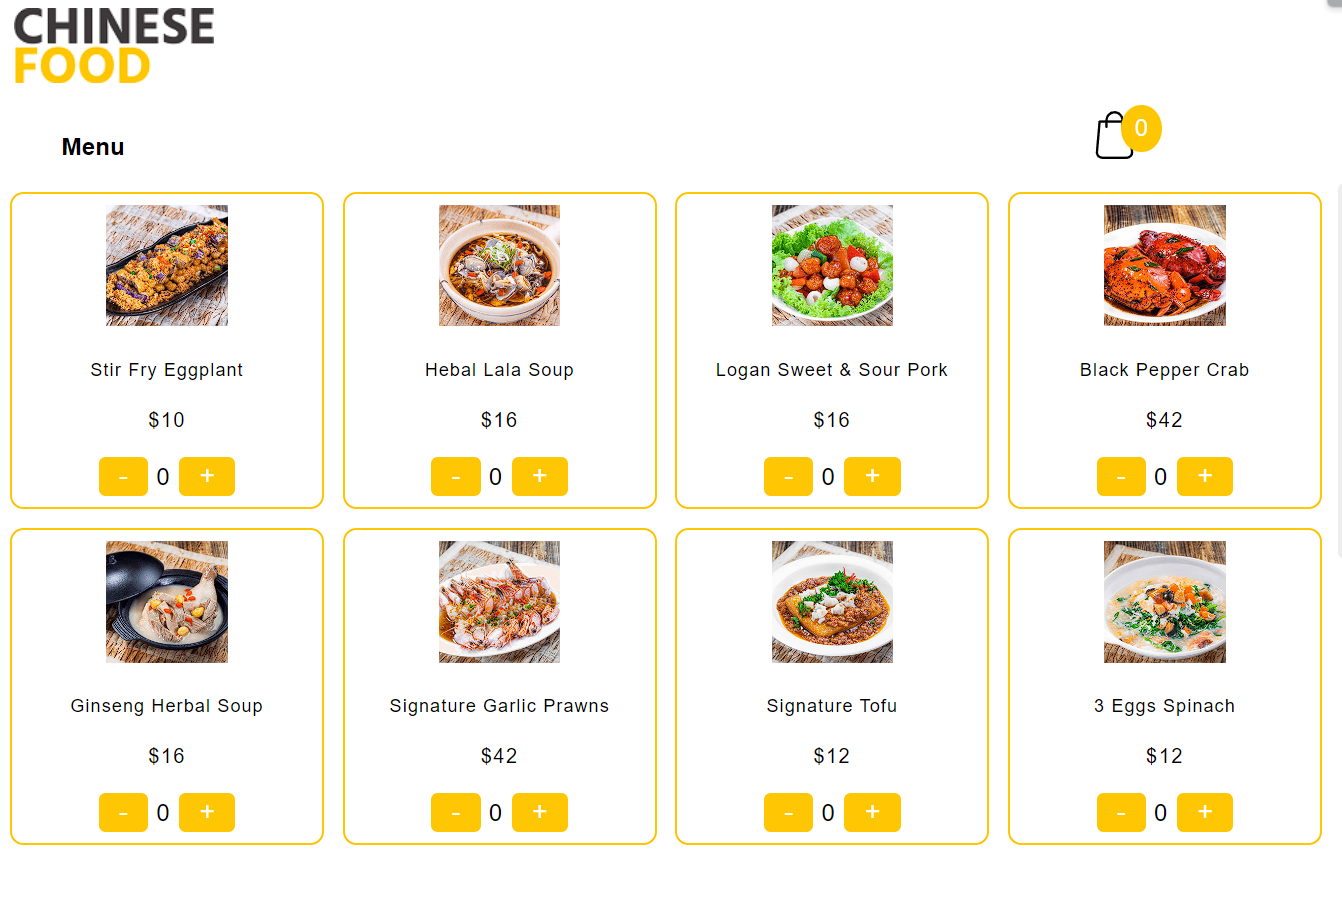 CHINESE
FOOD
0
Menu
Stir Fry Eggplant
$10
- 0 +
Hebal Lala Soup
$16
- 0 +
Logan Sweet & Sour Pork
$16
- 0 +
Black Pepper Crab
$42
- 0 +
Ginseng Herbal Soup
$16
- 0 +
Signature Garlic Prawns
$42
- 0 +
Signature Tofu
$12
- 0 +
3 Eggs Spinach
$12
- 0 +